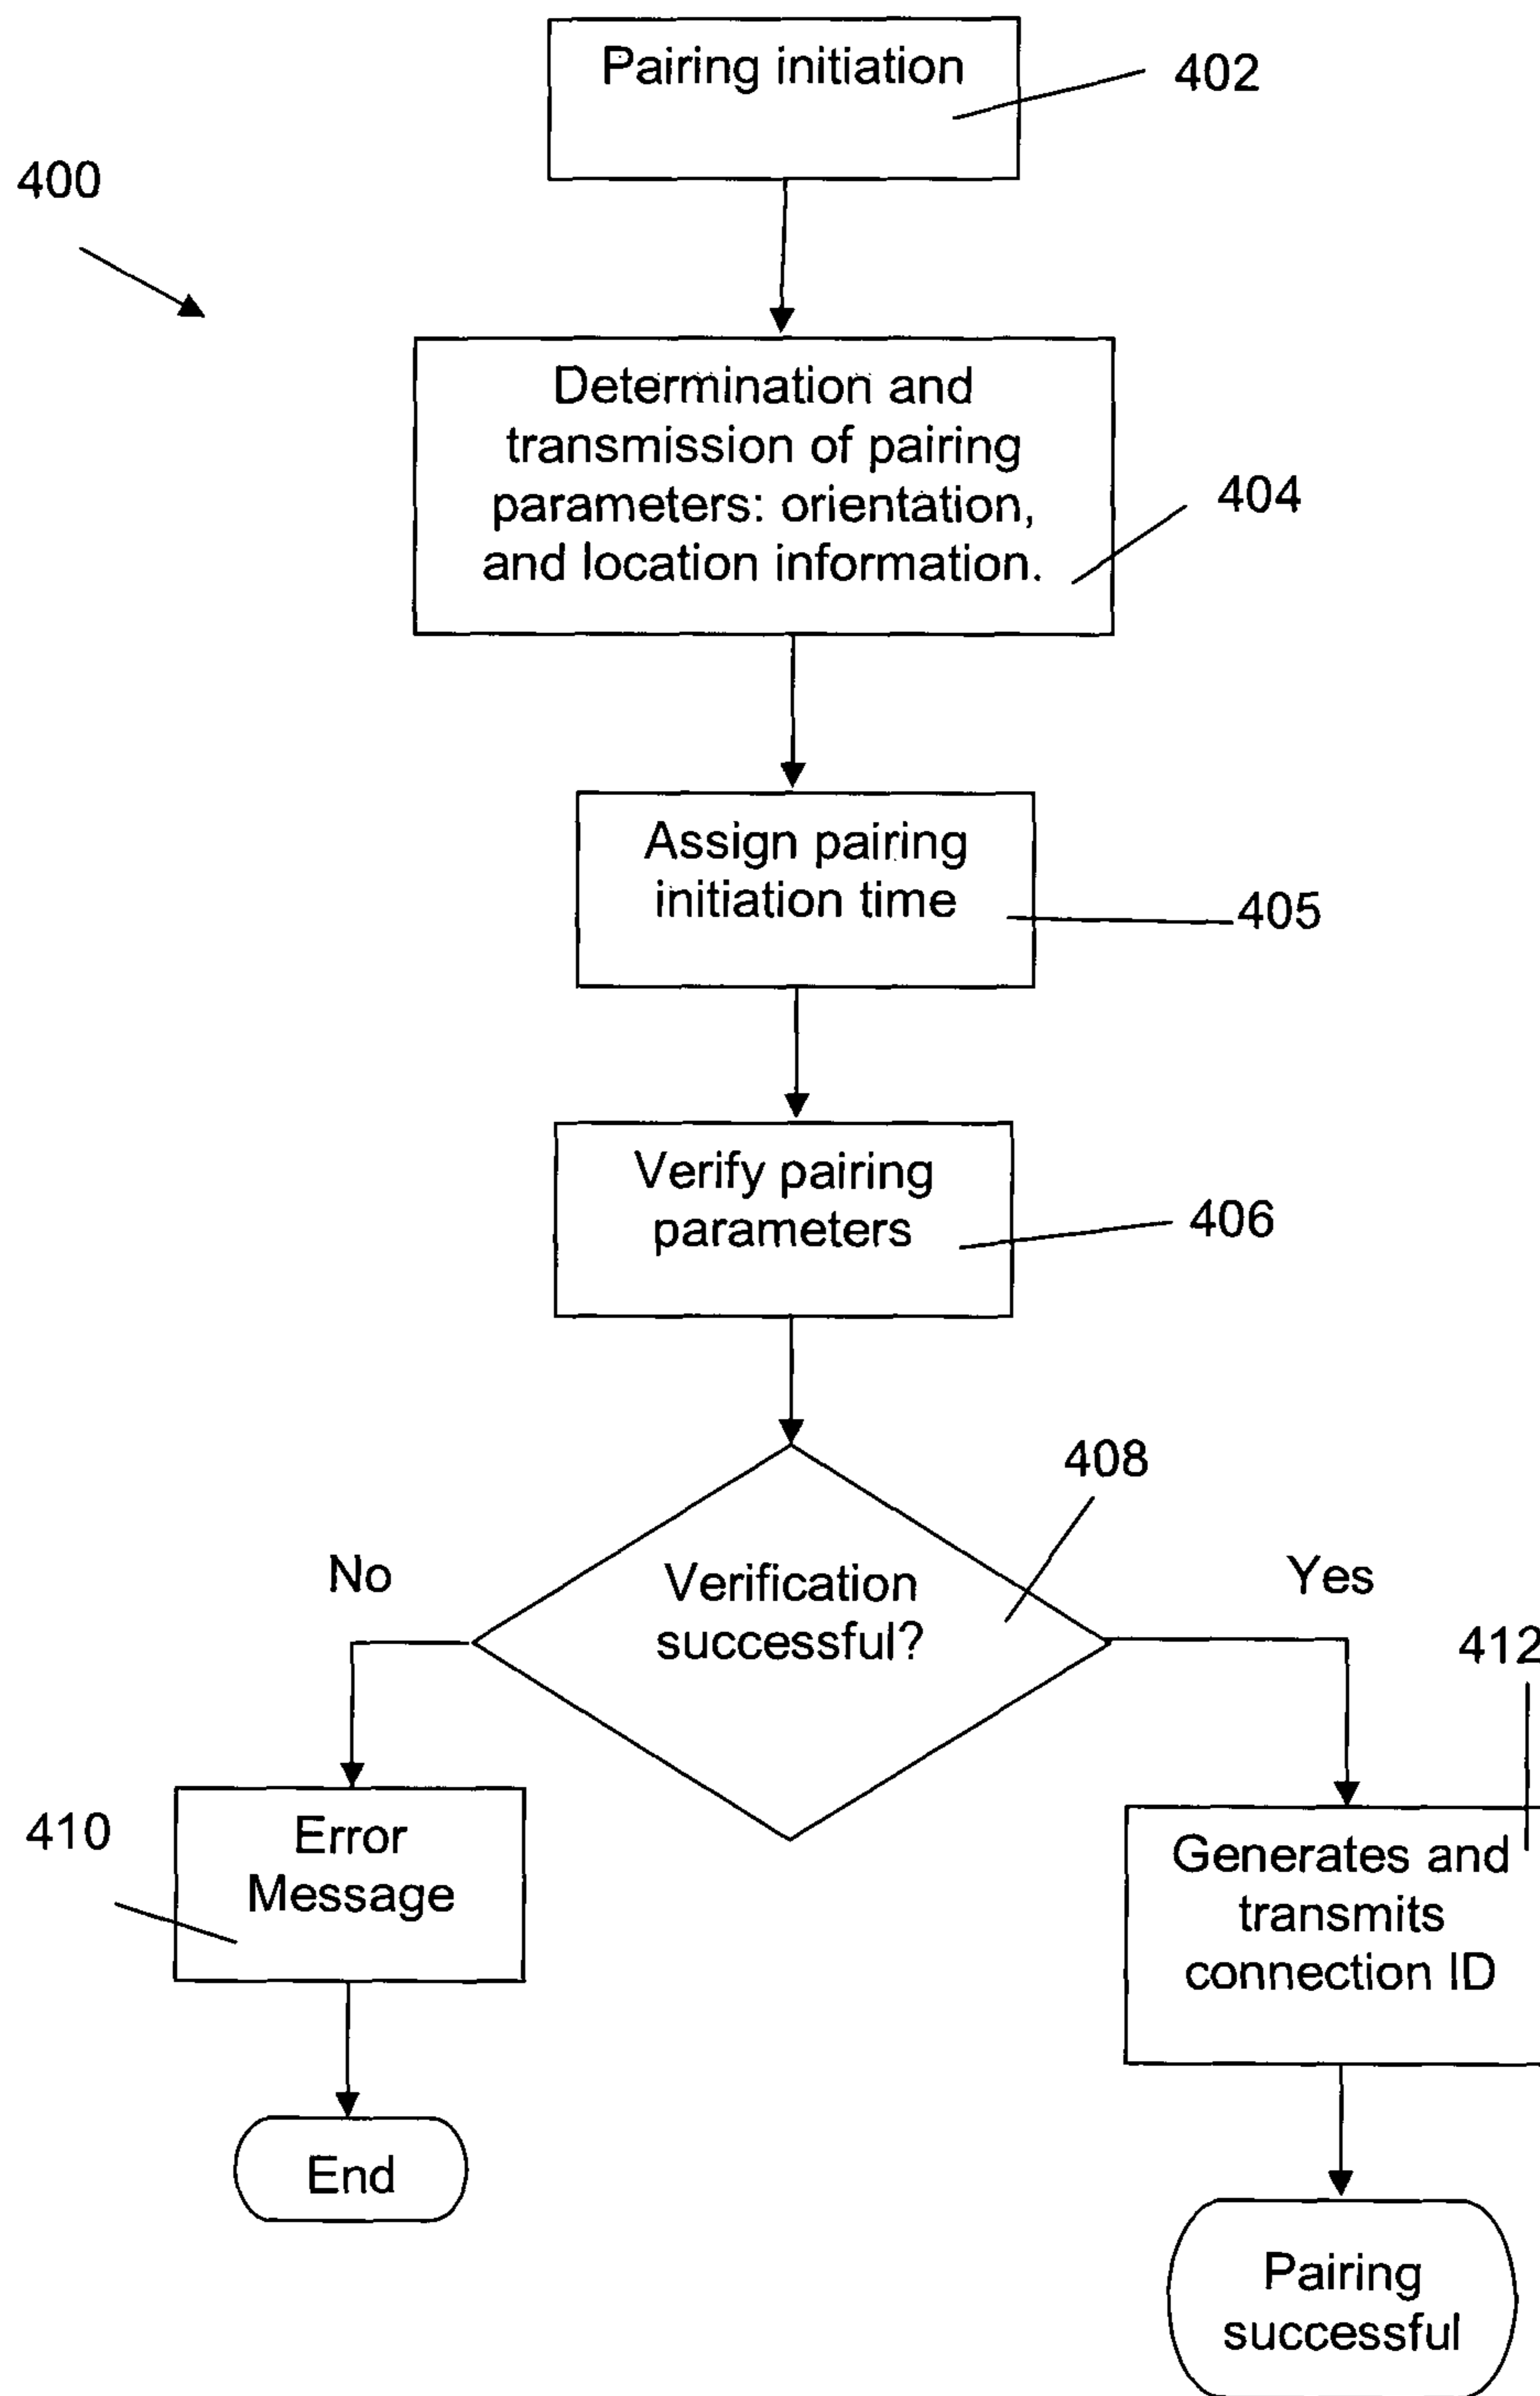 Pairing initiation
402
400
Determination and
transmission of pairing
parameters: orientation,
and location information.
404
Assign pairing
initiation time
405
Verify pairing
parameters
406
408
No
Verification
successful?
Yes
412
410
Error
Message
Generates and
transmits
connection ID
End
Pairing
successful